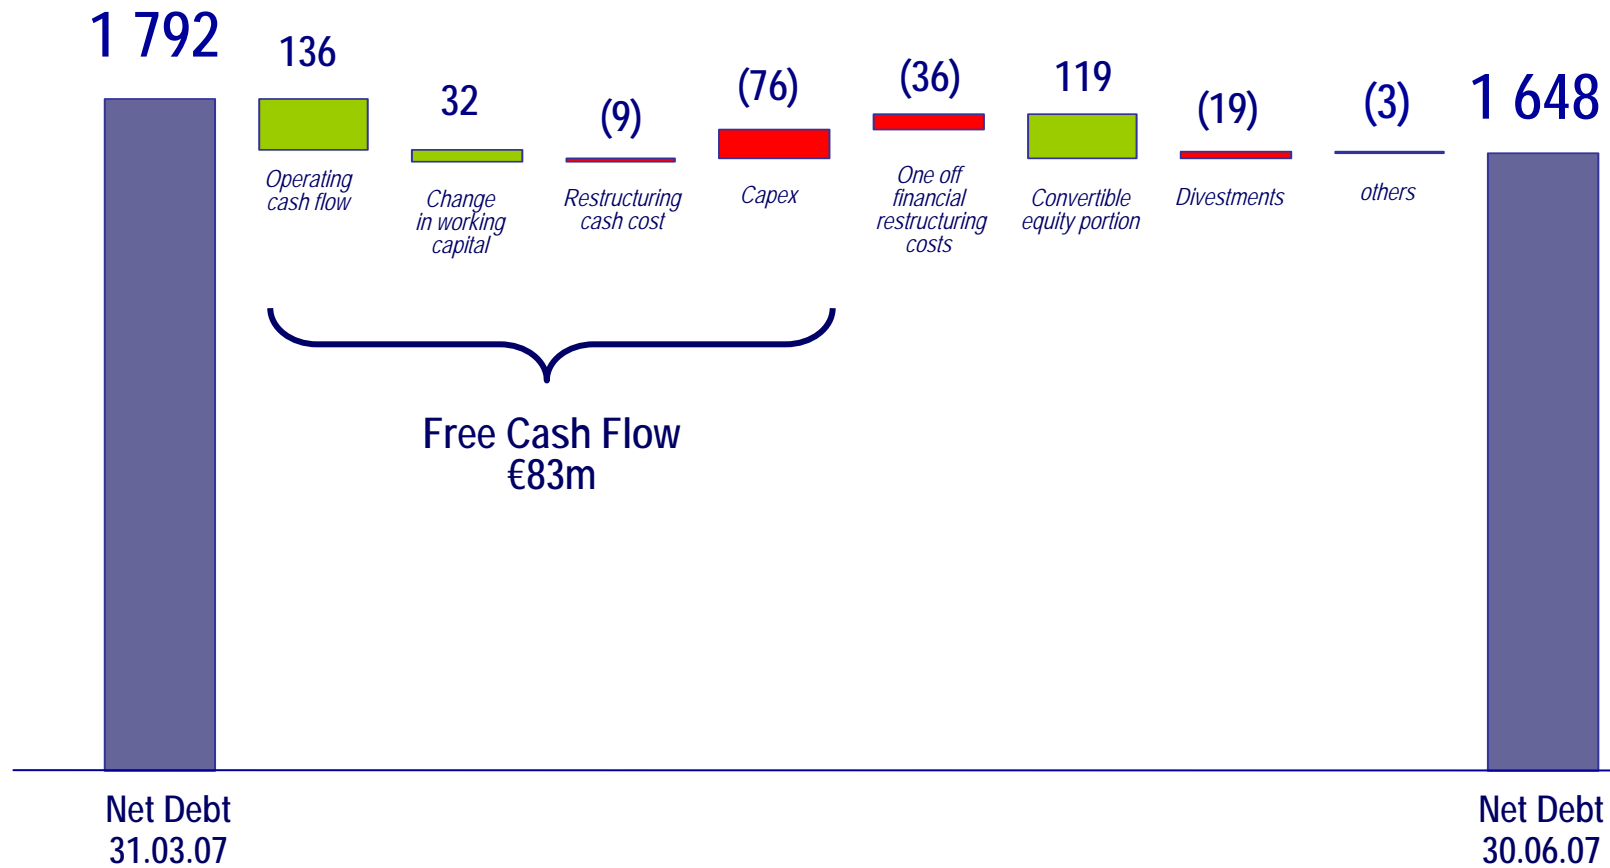 1 792
136
32
(9)
(76)
(36)
119
(19)
(3)
1 648
Operating
cash flow
Change
in working
capital
Restructuring
cash cost
Capex
One off
financial
restructuring
costs
Convertible
equity portion
Divestments
others
Free Cash Flow
€83m
Net Debt
31.03.07
Net Debt
30.06.07